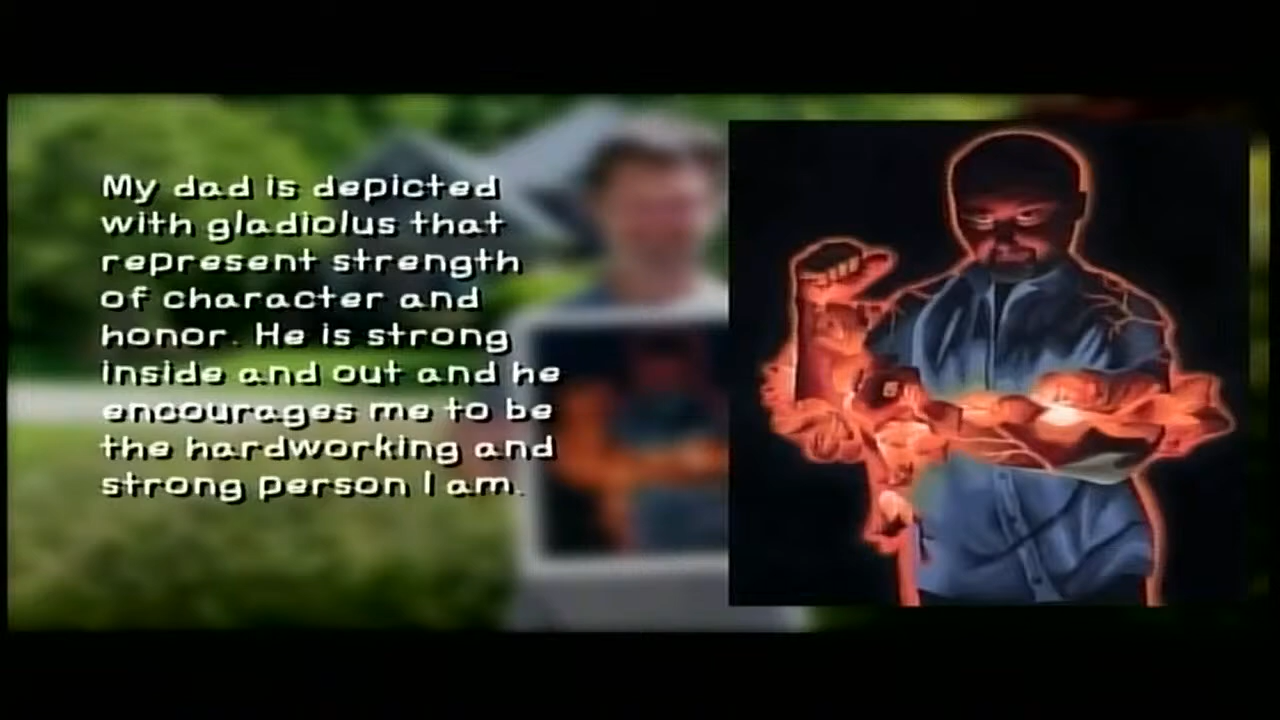 My dad is depicted
with gladiolus that
represent strength
of character and
honor. He is strong
inside and out and he
encourages me to be
the hardworking and
strong person I am.